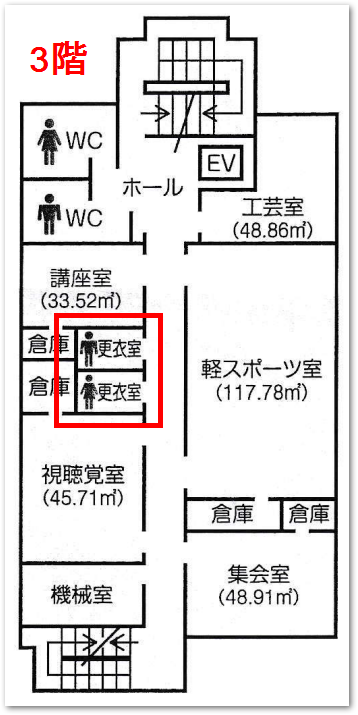 3階
WC
EV
ホール
WC
工芸室
(48.86㎡)
講座室
(33.52㎡)
倉庫
更衣室
軽スポーツ室
(117.78㎡)
倉庫
更衣室
視聴覚室
(45.71㎡)
倉庫
倉庫
機械室
集会室
(48.91㎡)